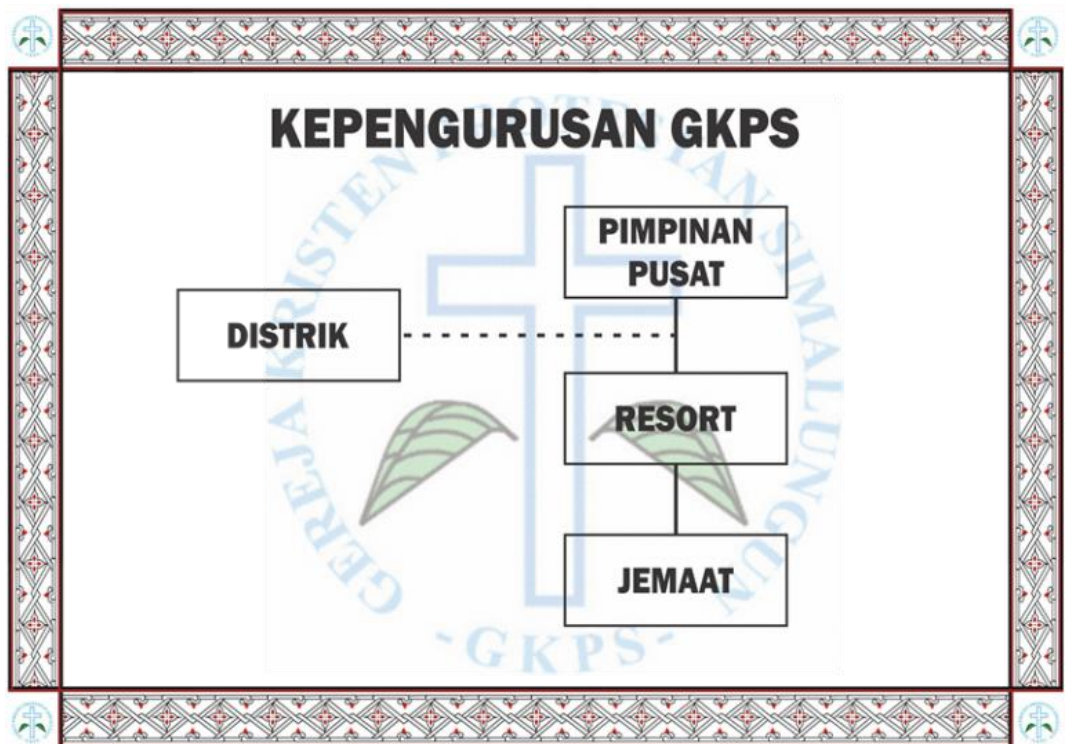 KEPENGURUSAN GKPS
PIMPINAN
PUSAT
DISTRIK
RESORT
JEMAAT
GEREJA KRISTEN PROTESTAN SIMALUNGUN
-GKPS-